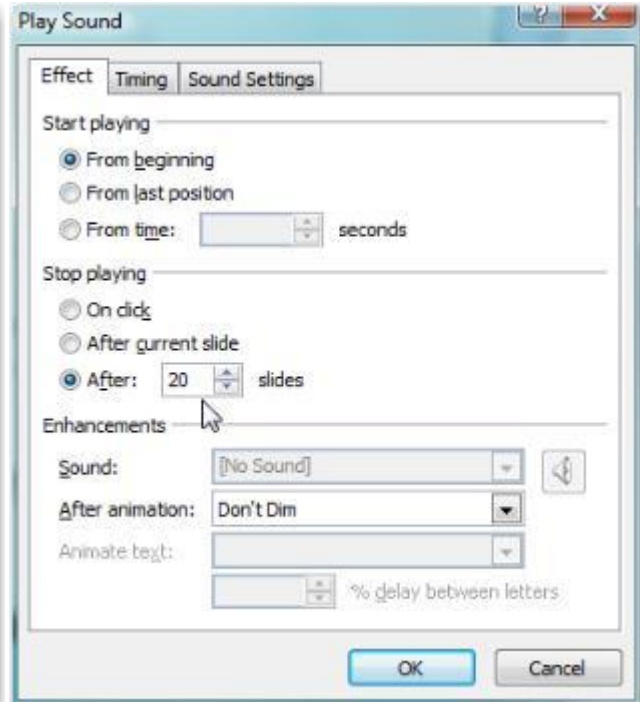 Play Sound
Effect Timing Sound Settings
Start playing
From beginning
From last position
From time: seconds
Stop playing
On click
After current slide
After: 20 slides
Enhancements
Sound: [No Sound]
After animation: Don't Dim
Animate text:
% delay between letters
OK Cancel